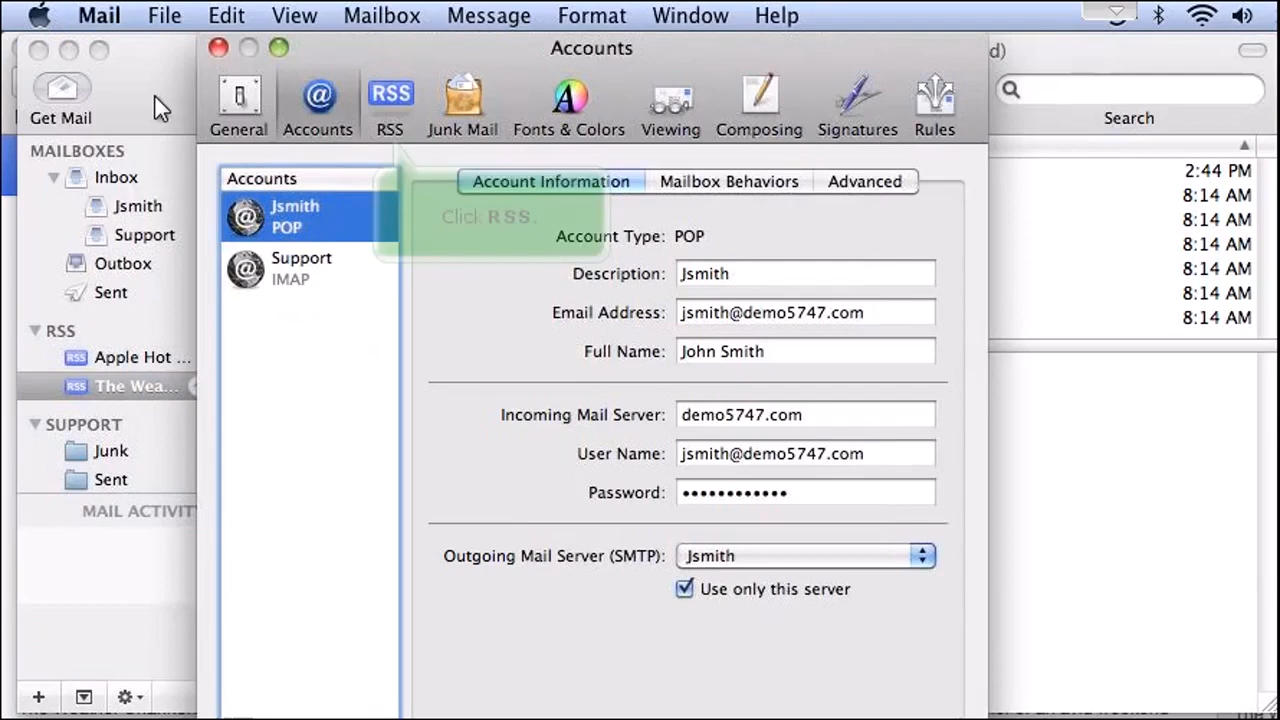 Mail File Edit View Mailbox Message Format Window Help
Accounts
d)
Get Mail
General
Accounts
RSS
RSS
Junk Mail
Fonts & Colors
Viewing
Composing
Signatures
Rules
Search
MAILBOXES
Inbox
Jsmith
Support
Outbox
Sent
RSS
RSS Apple Hot ...
RSS The Wea...
SUPPORT
Junk
Sent
MAIL ACTIVIT
Accounts
Jsmith
POP
Support
IMAP
Click RSS.
Account Information Mailbox Behaviors Advanced
Account Type: POP
Description: Jsmith
Email Address: jsmith@demo5747.com
Full Name: John Smith
Incoming Mail Server: demo5747.com
User Name: jsmith@demo5747.com
Password: ••••••••••••
Outgoing Mail Server (SMTP): Jsmith
Use only this server
2:44 PM
8:14 AM
8:14 AM
8:14 AM
8:14 AM
8:14 AM
8:14 AM